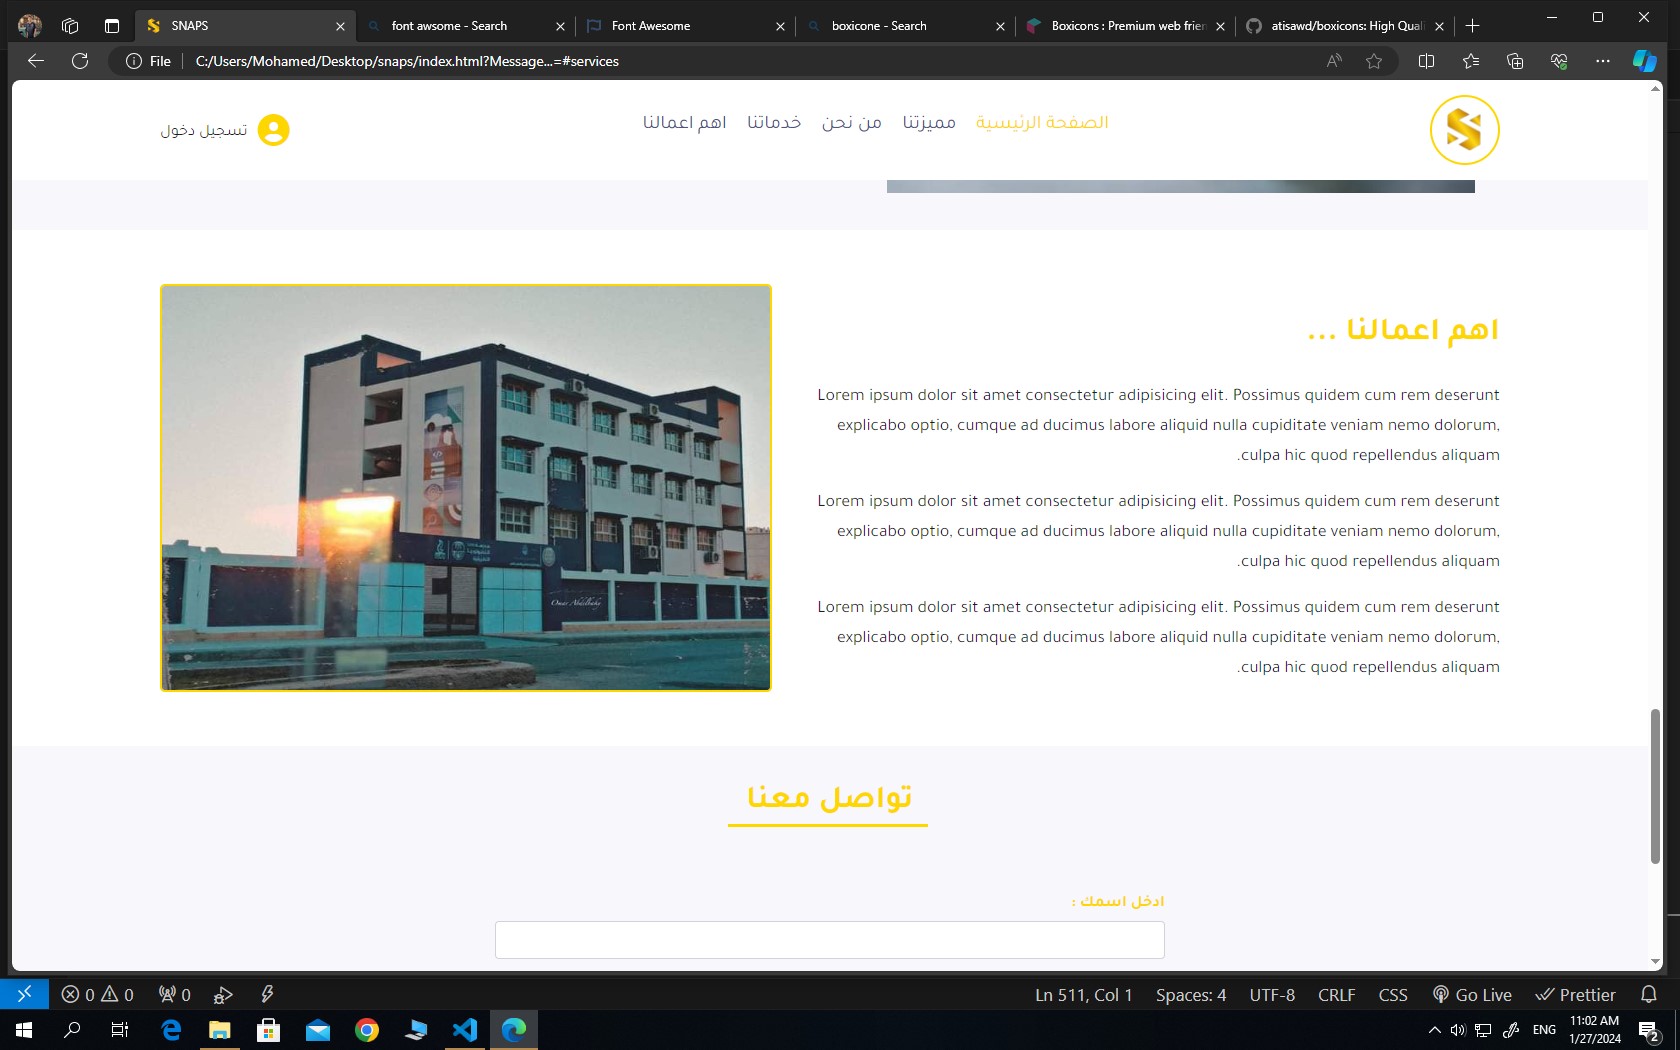 SNAPS
font awsome - Search
Font Awesome
boxicone - Search
Boxicons : Premium web frien
atisawd/boxicons: High Quali
File
C:/Users/Mohamed/Desktop/snaps/index.html?Message...=#services
الصفحة الرئيسية
مميزتنا
من نحن
خدماتنا
اهم اعمالنا
تسجيل دخول
اهم اعمالنا ...
Lorem ipsum dolor sit amet consectetur adipisicing elit. Possimus quidem cum rem deserunt
explicabo optio, cumque ad ducimus labore aliquid nulla cupiditate veniam nemo dolorum,
.culpa hic quod repellendus aliquam
Lorem ipsum dolor sit amet consectetur adipisicing elit. Possimus quidem cum rem deserunt
explicabo optio, cumque ad ducimus labore aliquid nulla cupiditate veniam nemo dolorum,
.culpa hic quod repellendus aliquam
Lorem ipsum dolor sit amet consectetur adipisicing elit. Possimus quidem cum rem deserunt
explicabo optio, cumque ad ducimus labore aliquid nulla cupiditate veniam nemo dolorum,
.culpa hic quod repellendus aliquam
Omar Abdelbaky
تواصل معنا
ادخل اسمك :
0 0 0
Ln 511, Col 1
Spaces: 4
UTF-8
CRLF
CSS
Go Live
Prettier
ENG
11:02 AM
1/27/2024
2